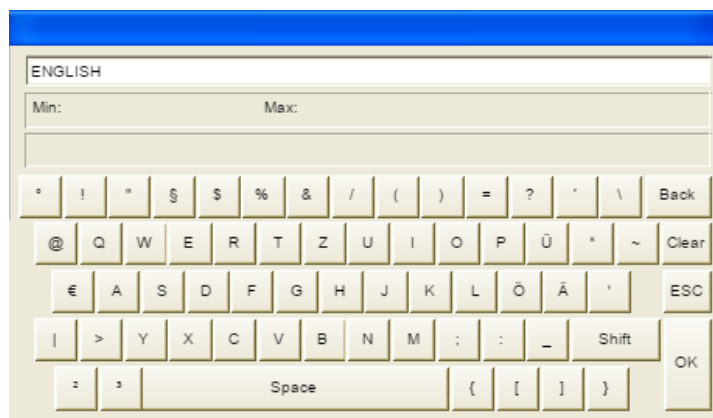 ENGLISH
Min: Max:
° ! " § $ % & / ( ) = ? ´ \ Back
@ Q W E R T Z U I O P Ü * ~ Clear
€ A S D F G H J K L Ö Ä ' ESC
| > Y X C V B N M ; : _ Shift
OK
² ³ Space { [ ] }